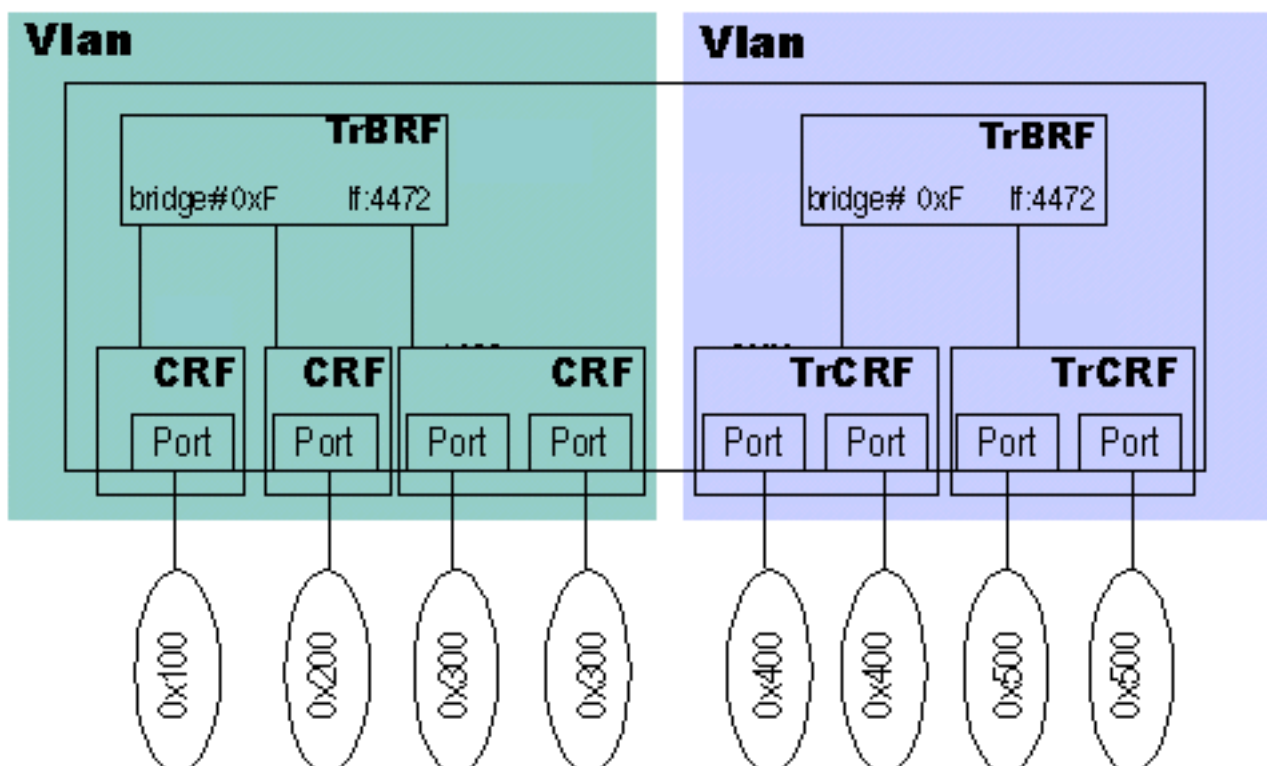 Vlan
Vlan
TrBRF
bridge#0xF lf:4472
TrBRF
bridge# 0xF lf:4472
CRF
CRF
CRF
TrCRF
TrCRF
Port
Port
Port
Port
Port
Port
Port
Port
0x100
0x200
0x300
0x300
0x400
0x400
0x500
0x500